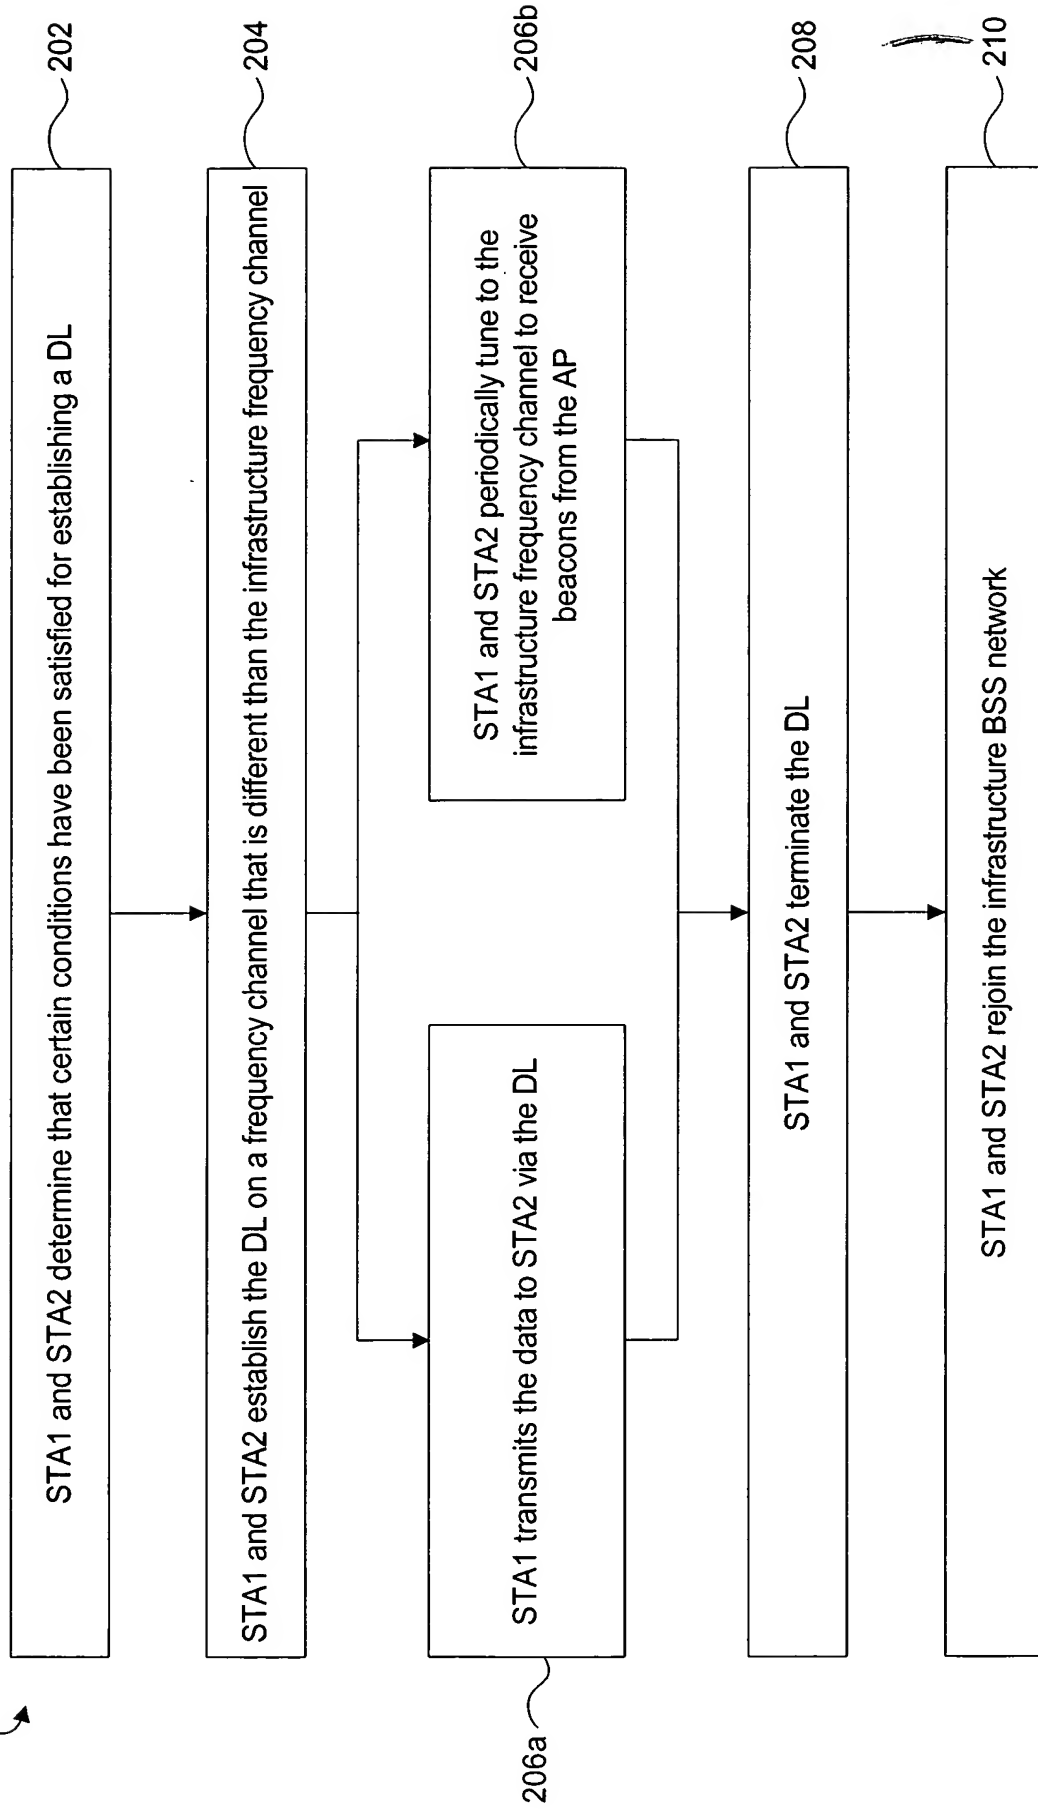 STA1 and STA2 determine that certain conditions have been satisfied for establishing a DL
202
STA1 and STA2 establish the DL on a frequency channel that is different than the infrastructure frequency channel
204
206a
STA1 transmits the data to STA2 via the DL
STA1 and STA2 periodically tune to the
infrastructure frequency channel to receive
beacons from the AP
206b
STA1 and STA2 terminate the DL
208
STA1 and STA2 rejoin the infrastructure BSS network
210